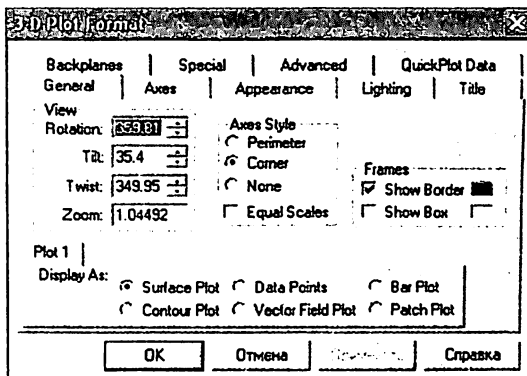 3-D Plot Format
Backplanes Special Advanced QuickPlot Data
General Axes Appearance Lighting Title
View
Rotation: 359.81
Tilt: 35.4
Twist: 349.95
Zoom: 1.04492
Axes Style
Perimeter
Corner
None
Equal Scales
Frames
Show Border
Show Box
Plot 1
Display As:
Surface Plot Data Points Bar Plot
Contour Plot Vector Field Plot Patch Plot
OK Отмена Справка